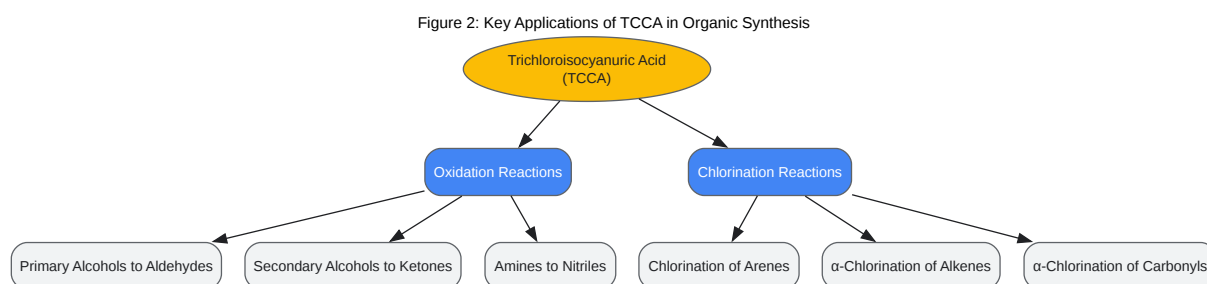 Figure 2: Key Applications of TCCA in Organic Synthesis
Trichloroisocyanuric Acid
(TCCA)
Oxidation Reactions
Chlorination Reactions
Primary Alcohols to Aldehydes
Secondary Alcohols to Ketones
Amines to Nitriles
Chlorination of Arenes
α-Chlorination of Alkenes
α-Chlorination of Carbonyls